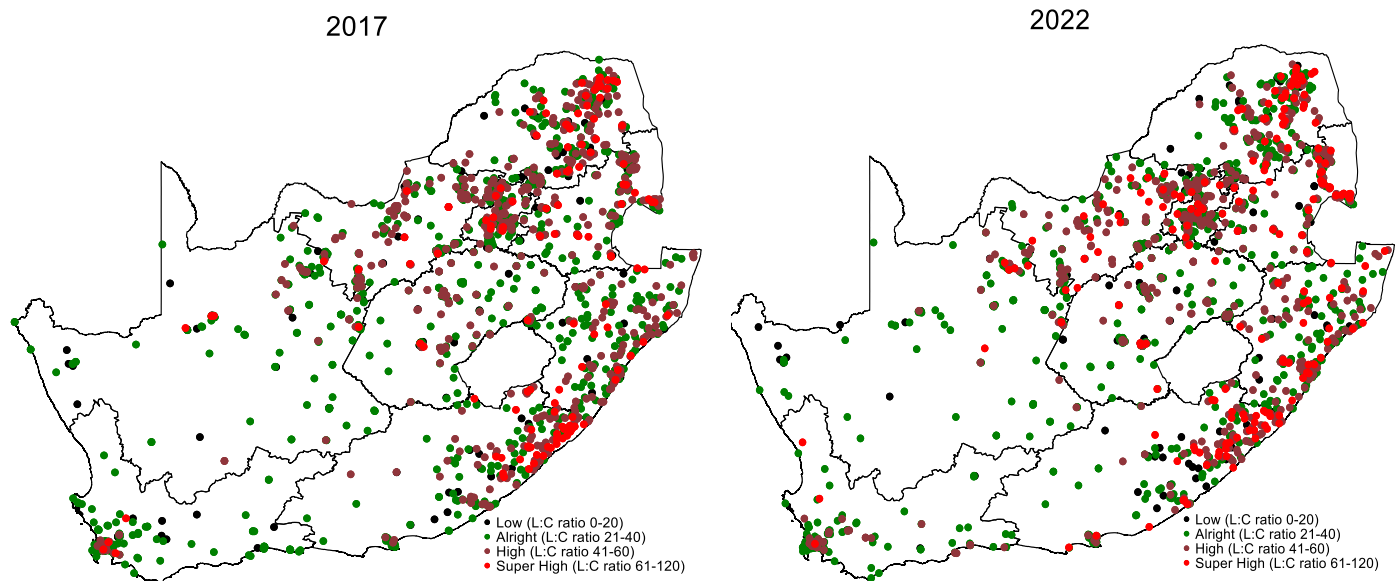 2017
2022
Low (L:C ratio 0-20)
Alright (L:C ratio 21-40)
High (L:C ratio 41-60)
Super High (L:C ratio 61-120)
Low (L:C ratio 0-20)
Alright (L:C ratio 21-40)
High (L:C ratio 41-60)
Super High (L:C ratio 61-120)